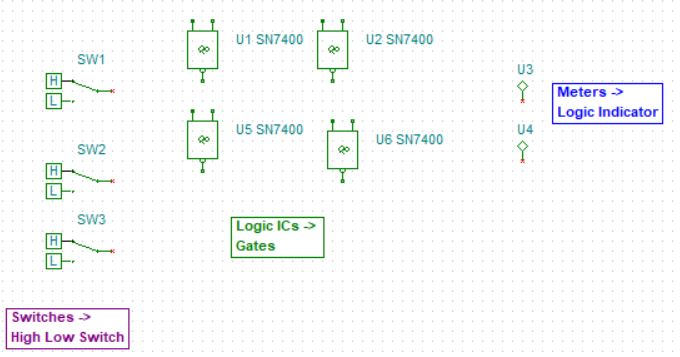 U1 SN7400
U2 SN7400
SW1
H
L
U3
Meters ->
Logic Indicator
U5 SN7400
U6 SN7400
U4
SW2
H
L
SW3
H
L
Logic ICs ->
Gates
Switches ->
High Low Switch